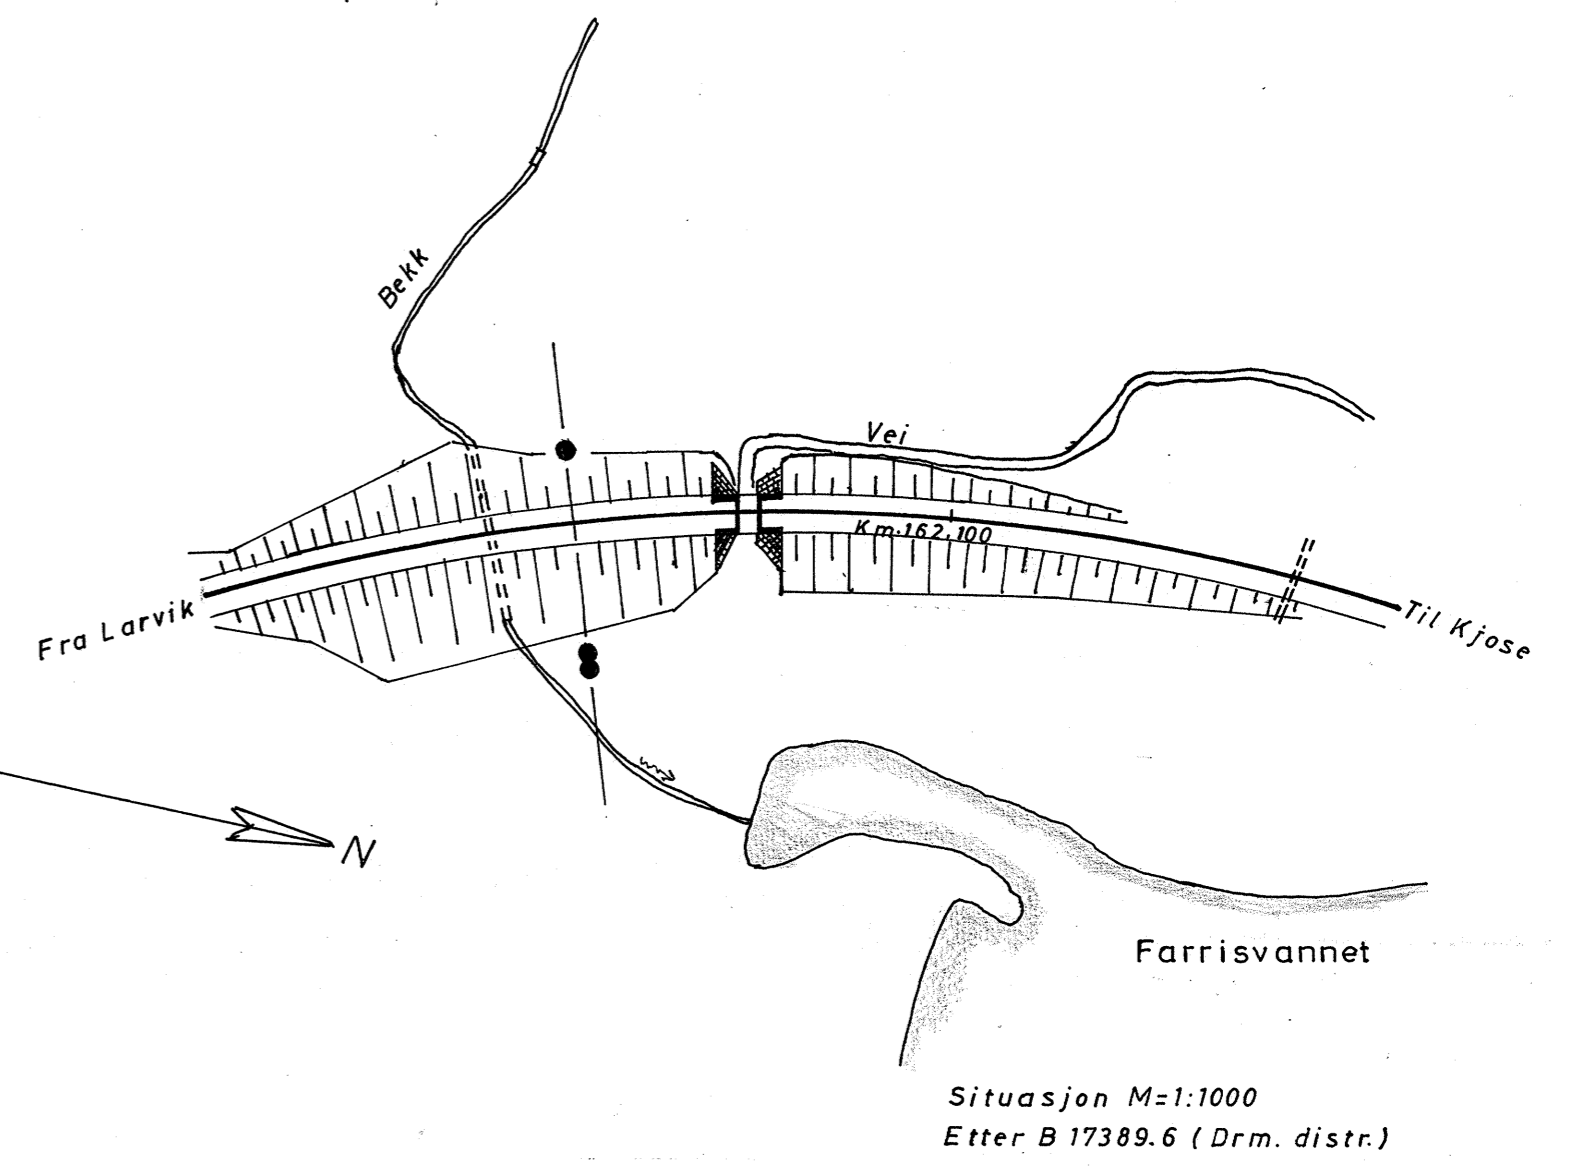 Bekk
Vei
Km.162,100
Fra Larvik
Til Kjose
N
Farrisvannet
Situasjon M=1:1000
Etter B 17389.6 (Drm. distr.)